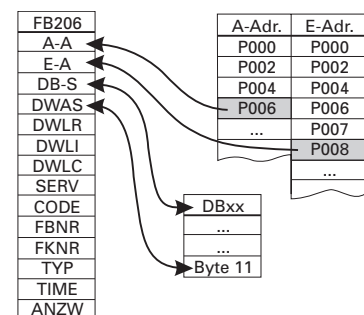 FB206
A-A
E-A
DB-S
DWAS
DWLR
DWLI
DWLC
SERV
CODE
FBNR
FKNR
TYP
TIME
ANZW
A-Adr. E-Adr.
P000 P000
P002 P002
P004 P004
P006 P006
... P007
P008
...
DBxx
...
...
Byte 11